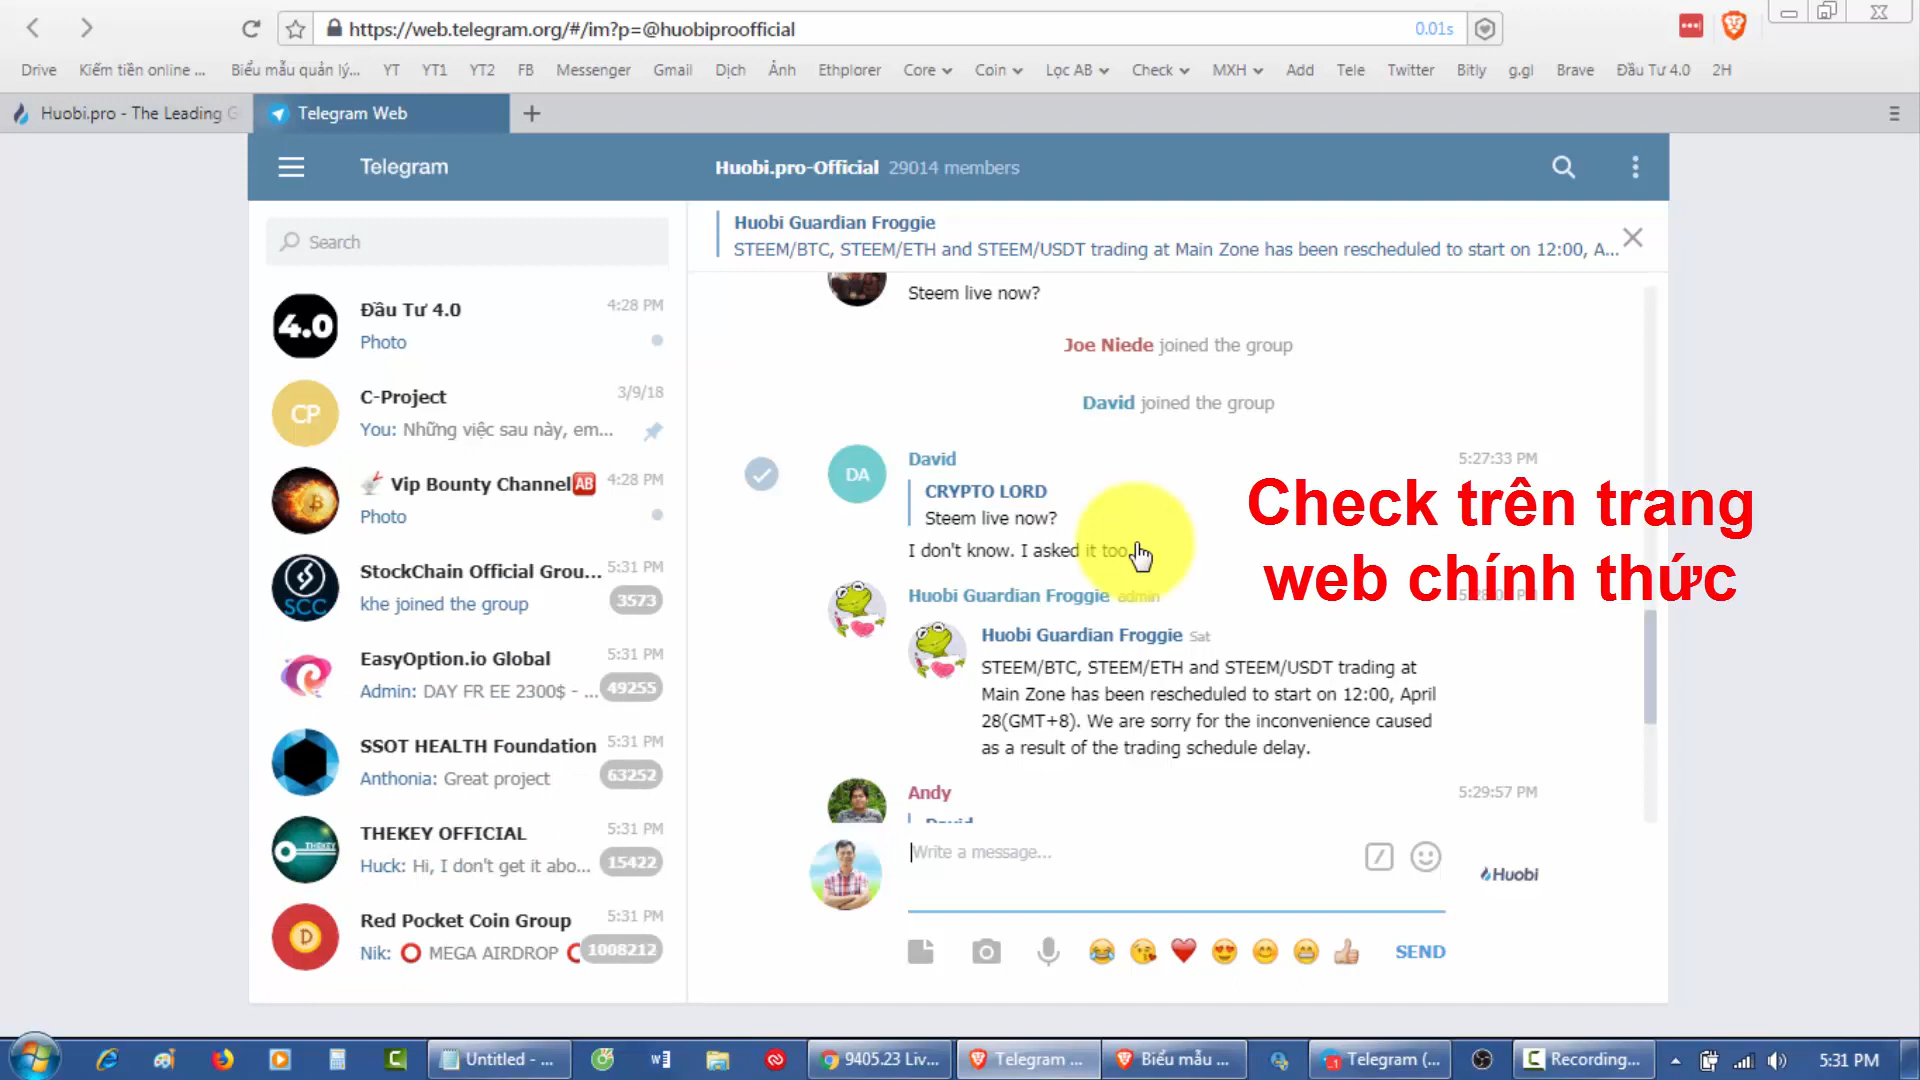 https://web.telegram.org/#/im?p=@huobiproofficial
0.01s
Drive
Kiếm tiền online ...
Biểu mẫu quản lý...
YT
YT1
YT2
FB
Messenger
Gmail
Dịch
Ảnh
Ethplorer
Core
Coin
Lọc AB
Check
MXH
Add
Tele
Twitter
Bitly
g.gl
Brave
Đầu Tư 4.0
2H
Huobi.pro - The Leading G
Telegram Web
Telegram
Huobi.pro-Official 29014 members
Search
Đầu Tư 4.0
4:28 PM
Photo
4.0
C-Project
3/9/18
You: Những việc sau này, em...
CP
Vip Bounty Channel AB
4:28 PM
Photo
StockChain Official Grou...
5:31 PM
khe joined the group
3573
SCC
EasyOption.io Global
5:31 PM
Admin: DAY FR EE 2300$ - ...
49255
SSOT HEALTH Foundation
5:31 PM
Anthonia: Great project
63252
THEKEY OFFICIAL
5:31 PM
Huck: Hi, I don't get it abo...
15422
THEKEY
Red Pocket Coin Group
5:31 PM
Nik: MEGA AIRDROP
1008212
Huobi Guardian Froggie
STEEM/BTC, STEEM/ETH and STEEM/USDT trading at Main Zone has been rescheduled to start on 12:00, A...
Steem live now?
Joe Niede joined the group
David joined the group
DA
David
5:27:33 PM
CRYPTO LORD
Steem live now?
I don't know. I asked it too
Check trên trang
web chính thức
Huobi Guardian Froggie admin
Huobi Guardian Froggie Sat
STEEM/BTC, STEEM/ETH and STEEM/USDT trading at
Main Zone has been rescheduled to start on 12:00, April
28(GMT+8). We are sorry for the inconvenience caused
as a result of the trading schedule delay.
Andy
5:29:57 PM
David
Write a message...
Huobi
SEND
Untitled - ...
9405.23 Liv...
Telegram ...
Biểu mẫu ...
Telegram (...
Recording...
5:31 PM